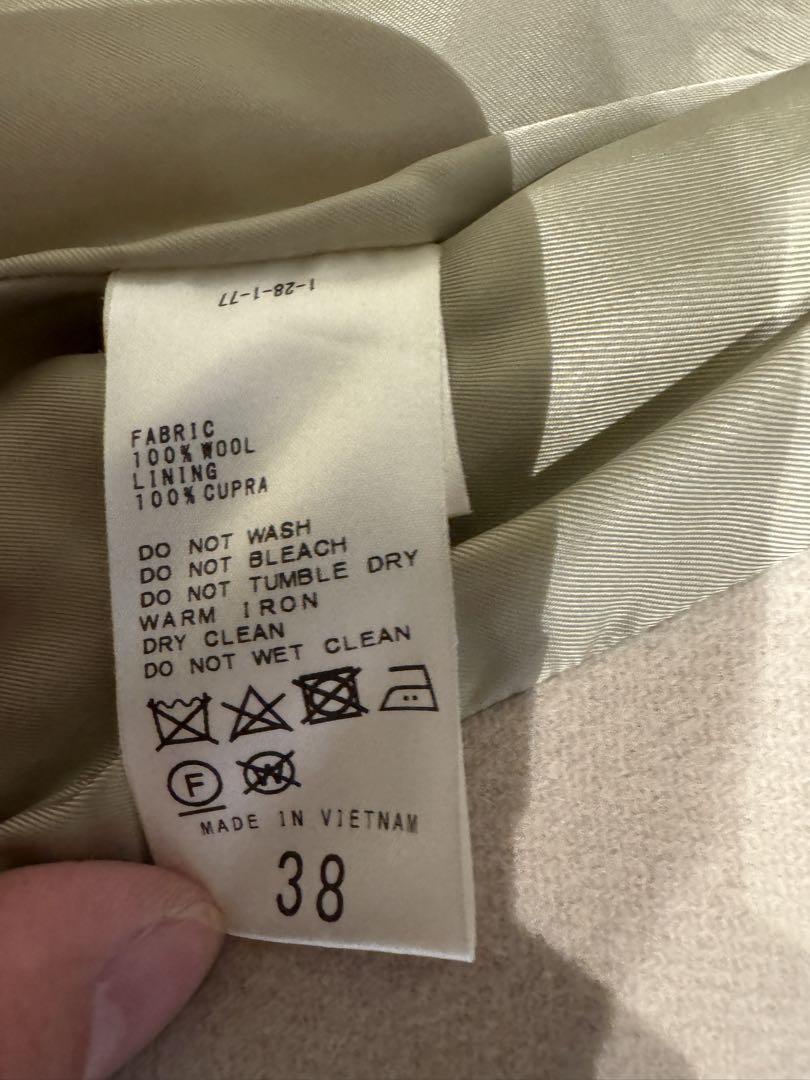 1-28-1-77
FABRIC
100% WOOL
LINING
100% CUPRA
DO NOT WASH
DO NOT BLEACH
DO NOT TUMBLE DRY
WARM IRON
DRY CLEAN
DO NOT WET CLEAN
F W
MADE IN VIETNAM
38